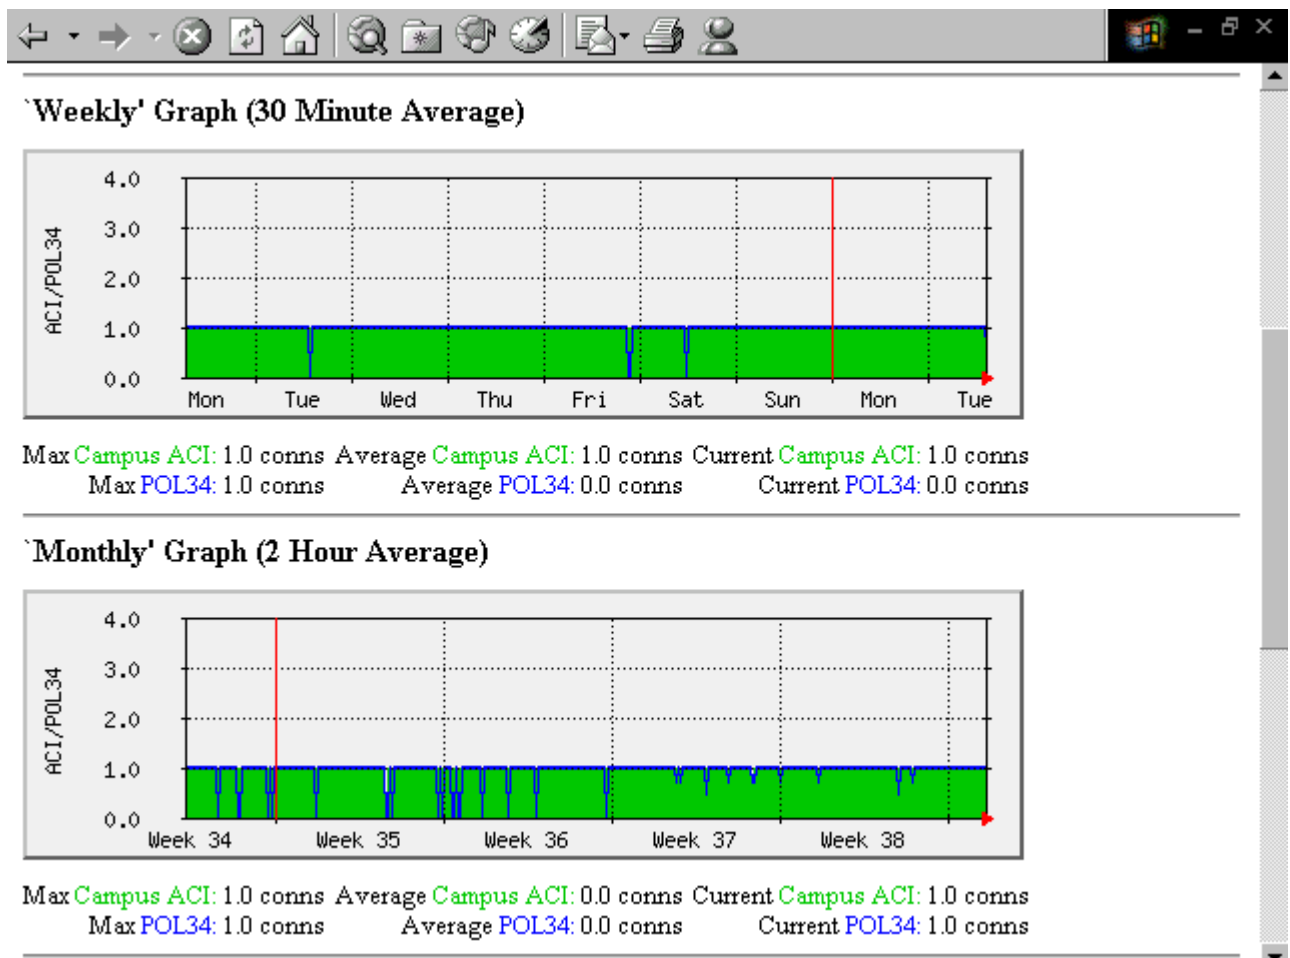 `Weekly' Graph (30 Minute Average)
ACI/POL34
4.0
3.0
2.0
1.0
0.0
Mon Tue Wed Thu Fri Sat Sun Mon Tue
Max Campus ACI: 1.0 conns Average Campus ACI: 1.0 conns Current Campus ACI: 1.0 conns
Max POL34: 1.0 conns Average POL34: 0.0 conns Current POL34: 0.0 conns
`Monthly' Graph (2 Hour Average)
ACI/POL34
4.0
3.0
2.0
1.0
0.0
Week 34 Week 35 Week 36 Week 37 Week 38
Max Campus ACI: 1.0 conns Average Campus ACI: 0.0 conns Current Campus ACI: 1.0 conns
Max POL34: 1.0 conns Average POL34: 0.0 conns Current POL34: 1.0 conns